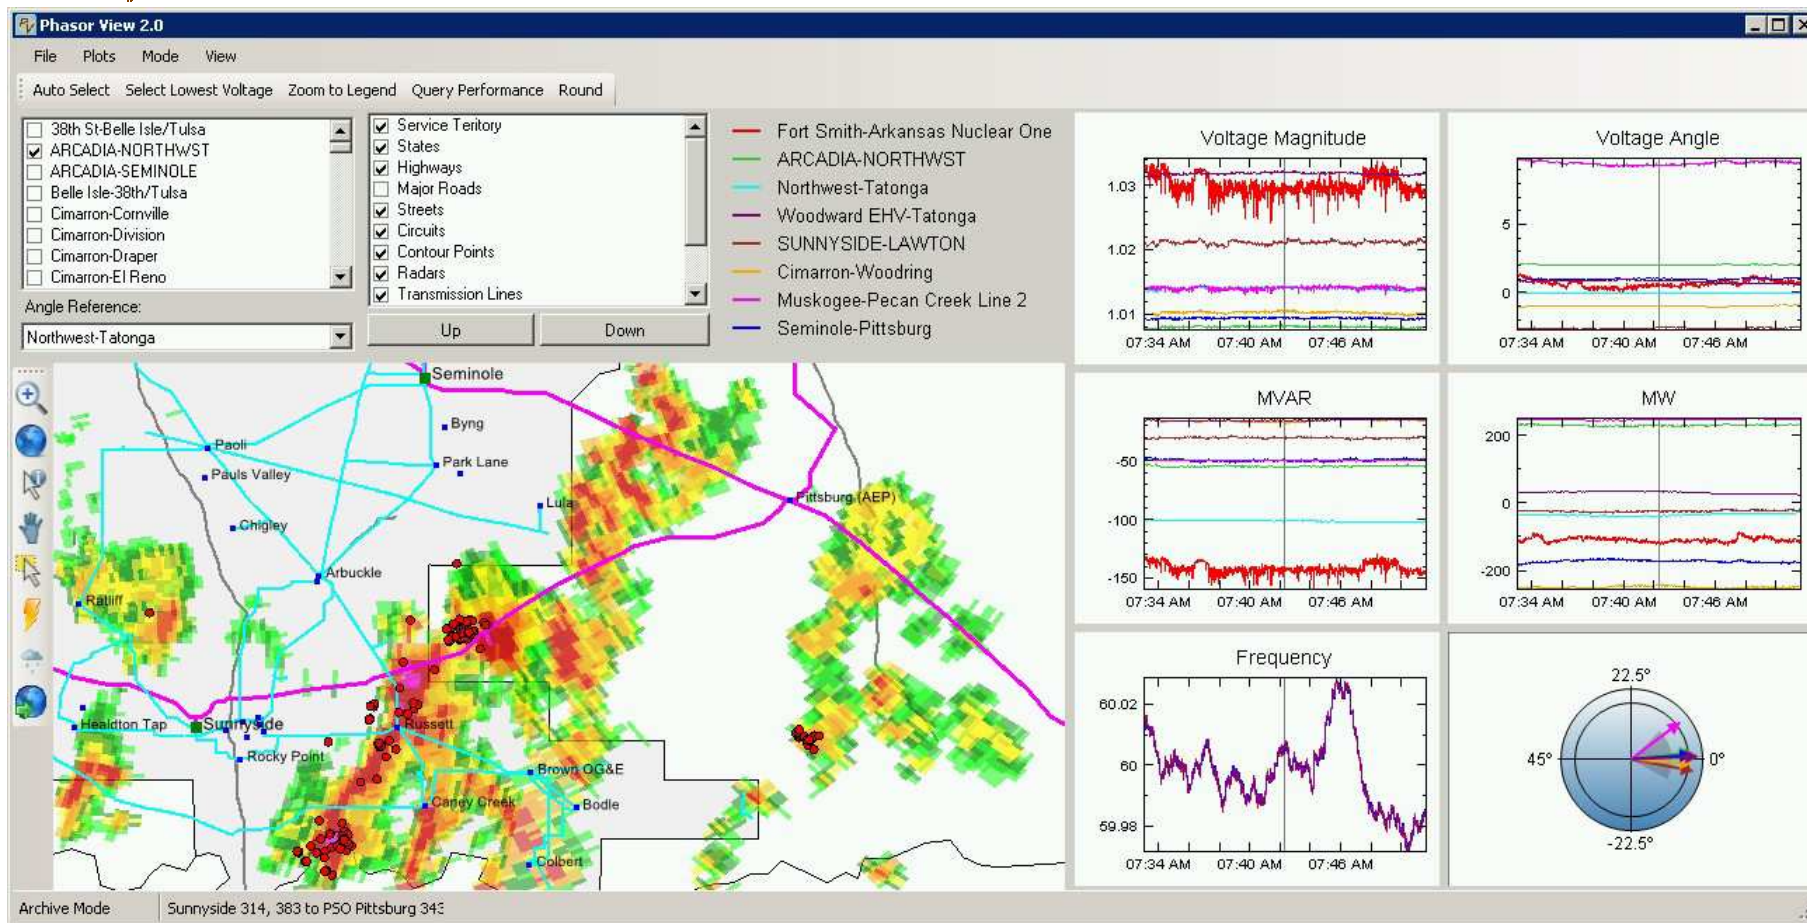 Phasor View 2.0
File Plots Mode View
Auto Select Select Lowest Voltage Zoom to Legend Query Performance Round
38th St-Belle Isle/Tulsa
ARCADIA-NORTHWST
ARCADIA-SEMINOLE
Belle Isle-38th/Tulsa
Cimarron-Cornville
Cimarron-Division
Cimarron-Draper
Cimarron-El Reno
Angle Reference:
Northwest-Tatonga
Service Teritory
States
Highways
Major Roads
Streets
Circuits
Contour Points
Radars
Transmission Lines
Up Down
Fort Smith-Arkansas Nuclear One
ARCADIA-NORTHWST
Northwest-Tatonga
Woodward EHV-Tatonga
SUNNYSIDE-LAWTON
Cimarron-Woodring
Muskogee-Pecan Creek Line 2
Seminole-Pittsburg
Voltage Magnitude
1.03
1.02
1.01
07:34 AM 07:40 AM 07:46 AM
Voltage Angle
5
0
07:34 AM 07:40 AM 07:46 AM
MVAR
-50
-100
-150
07:34 AM 07:40 AM 07:46 AM
MW
200
0
-200
07:34 AM 07:40 AM 07:46 AM
Frequency
60.02
60
59.98
07:34 AM 07:40 AM 07:46 AM
22.5°
45° 0°
-22.5°
Seminole
Byng
Paoli
Park Lane
Pauls Valley
Lula
Pittsburg (AEP)
Chigley
Arbuckle
Ratliff
Healdton Tap
Sunnyside
Russett
Rocky Point
Brown OG&E
Caney Creek
Bodle
Colbert
Archive Mode Sunnyside 314, 383 to PSO Pittsburg 343